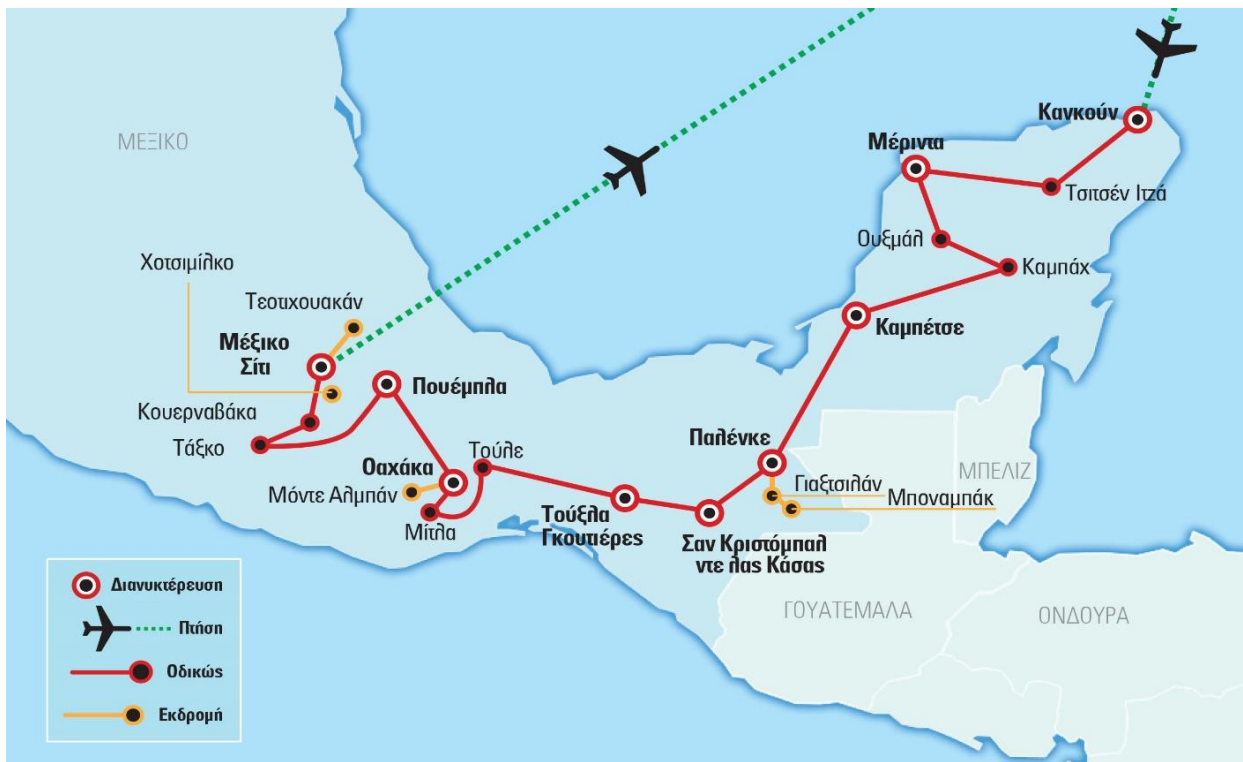 ΜΕΞΙΚΟ
Κανκούν
Μέριντα
Τσιτσέν Ιτζά
Ουξμάλ
Καμπάχ
Χοτσιμίλκο
Τεοτιχουακάν
Μέξικο
Σίτι
Καμπέτσε
Πουέμπλα
Κουερναβάκα
Τάξκο
Οαχάκα
Τούλε
Μόντε Αλμπάν
Μίτλα
Παλένκε
Γιαξτσιλάν
Μποναμπάκ
ΜΠΕΛΙΖ
Τούξλα
Γκουτιέρες
Σαν Κριστόμπαλ
ντε λας Κάσας
ΓΟΥΑΤΕΜΑΛΑ
ΟΝΔΟΥΡΑ
Διανυκτέρευση
Πτήση
Οδικώς
Εκδρομή